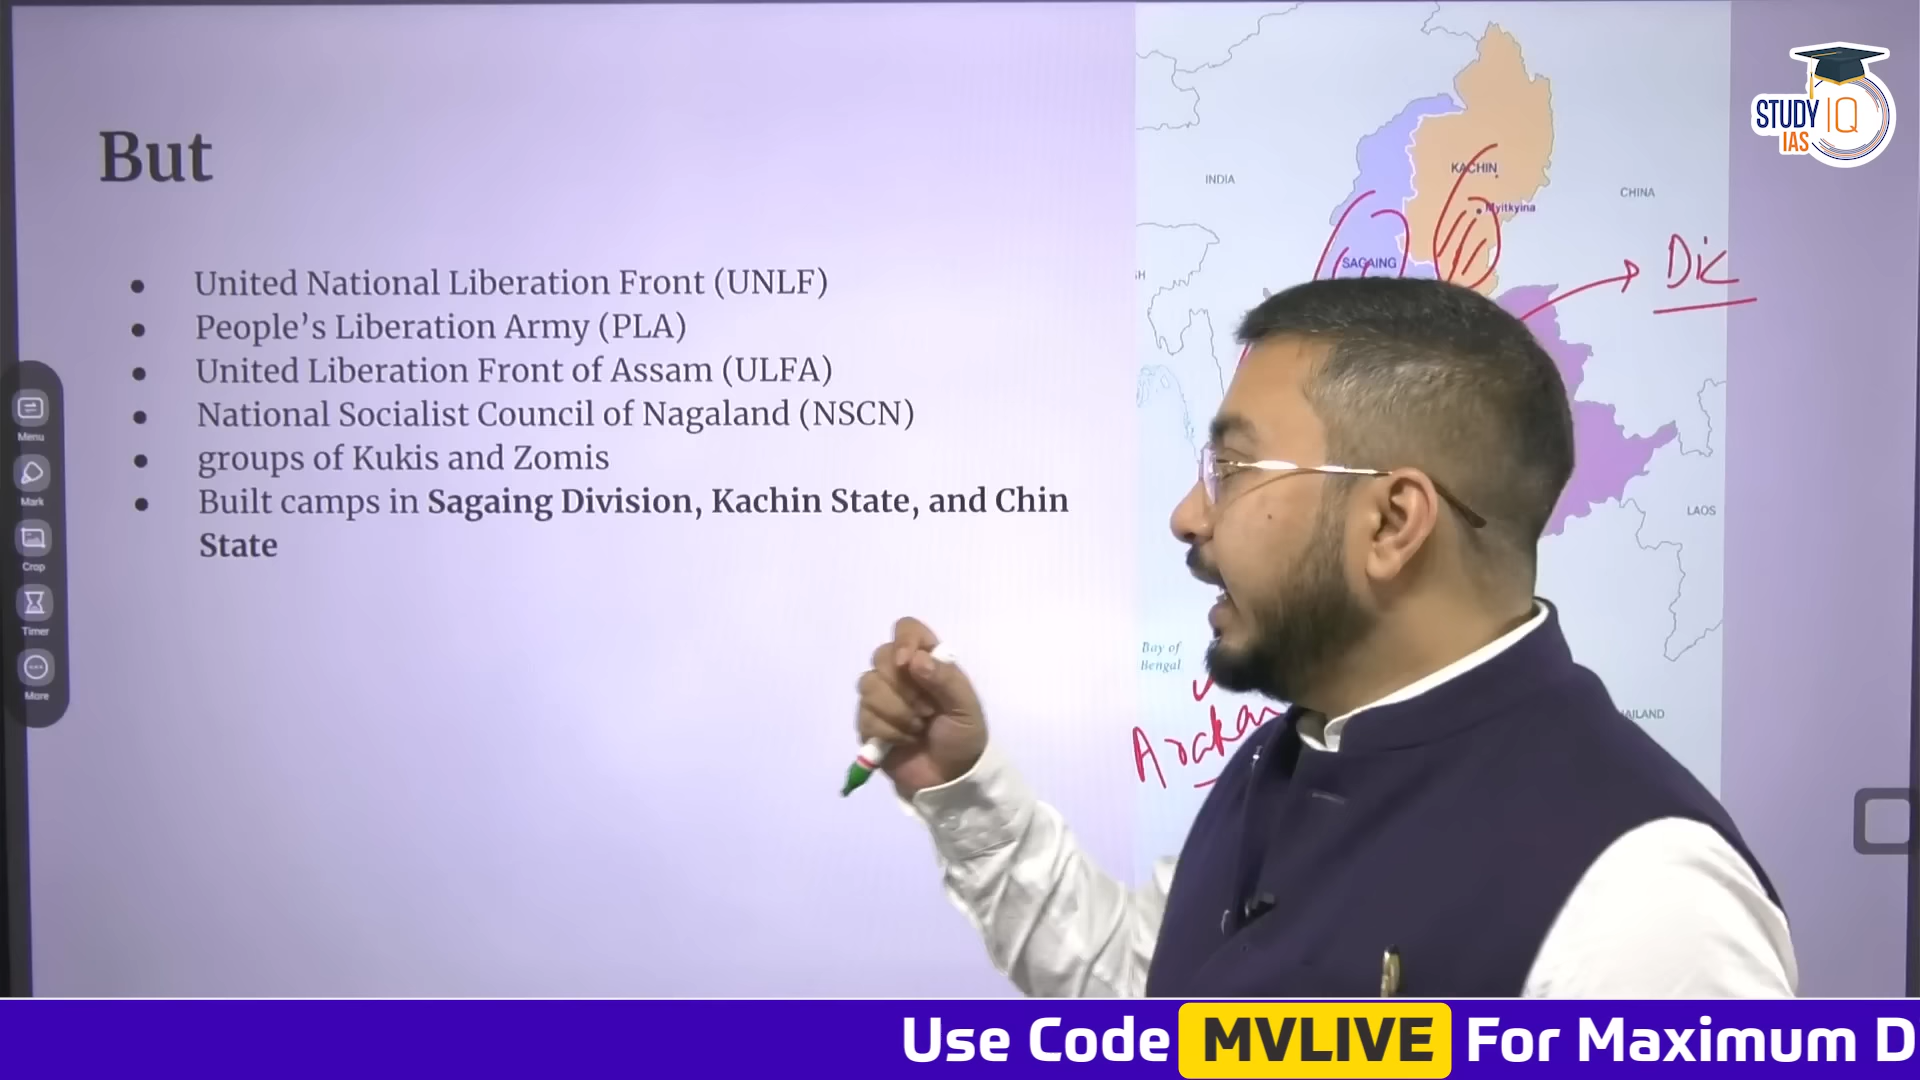 But
United National Liberation Front (UNLF)
People’s Liberation Army (PLA)
United Liberation Front of Assam (ULFA)
National Socialist Council of Nagaland (NSCN)
groups of Kukis and Zomis
Built camps in Sagaing Division, Kachin State, and Chin
State
Menu
Mark
Crop
Timer
More
INDIA
KACHIN
Myitkyina
CHINA
SAGAING
Dic
LAOS
Bay of
Bengal
AILAND
Arakan
STUDY IQ
IAS
Use Code MVLIVE For Maximum D